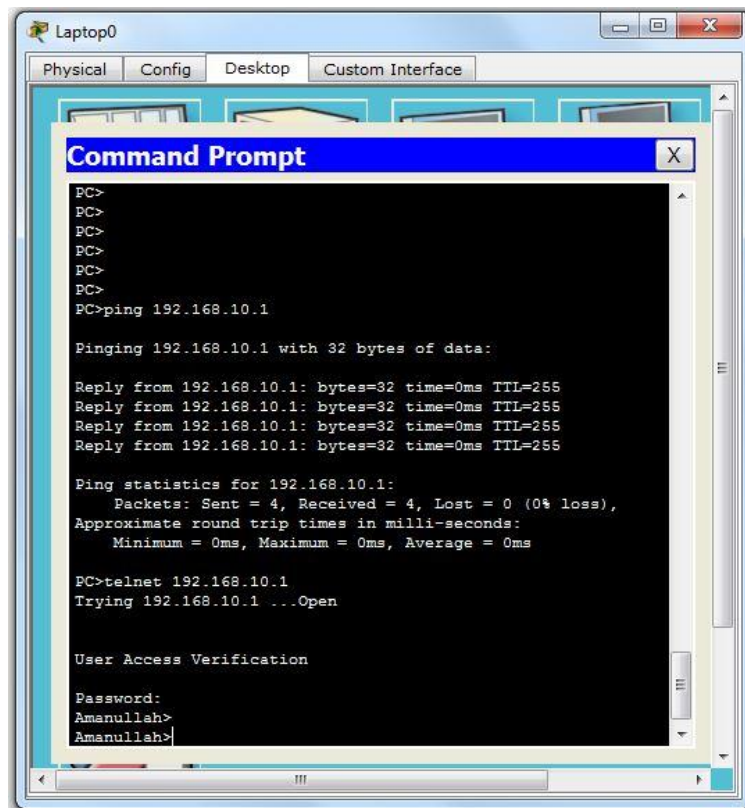 Laptop0
Physical Config Desktop Custom Interface
Command Prompt X
PC>
PC>
PC>
PC>
PC>
PC>
PC>ping 192.168.10.1
Pinging 192.168.10.1 with 32 bytes of data:
Reply from 192.168.10.1: bytes=32 time=0ms TTL=255
Reply from 192.168.10.1: bytes=32 time=0ms TTL=255
Reply from 192.168.10.1: bytes=32 time=0ms TTL=255
Reply from 192.168.10.1: bytes=32 time=0ms TTL=255
Ping statistics for 192.168.10.1:
Packets: Sent = 4, Received = 4, Lost = 0 (0% loss),
Approximate round trip times in milli-seconds:
Minimum = 0ms, Maximum = 0ms, Average = 0ms
PC>telnet 192.168.10.1
Trying 192.168.10.1 ...Open
User Access Verification
Password:
Amanullah>
Amanullah>